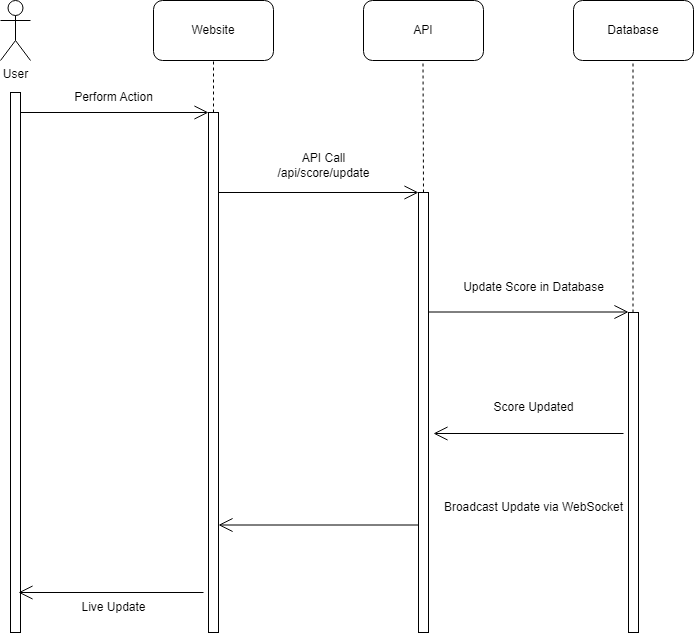 Website
API
Database
User
Perform Action
API Call
/api/score/update
Update Score in Database
Score Updated
Broadcast Update via WebSocket
Live Update